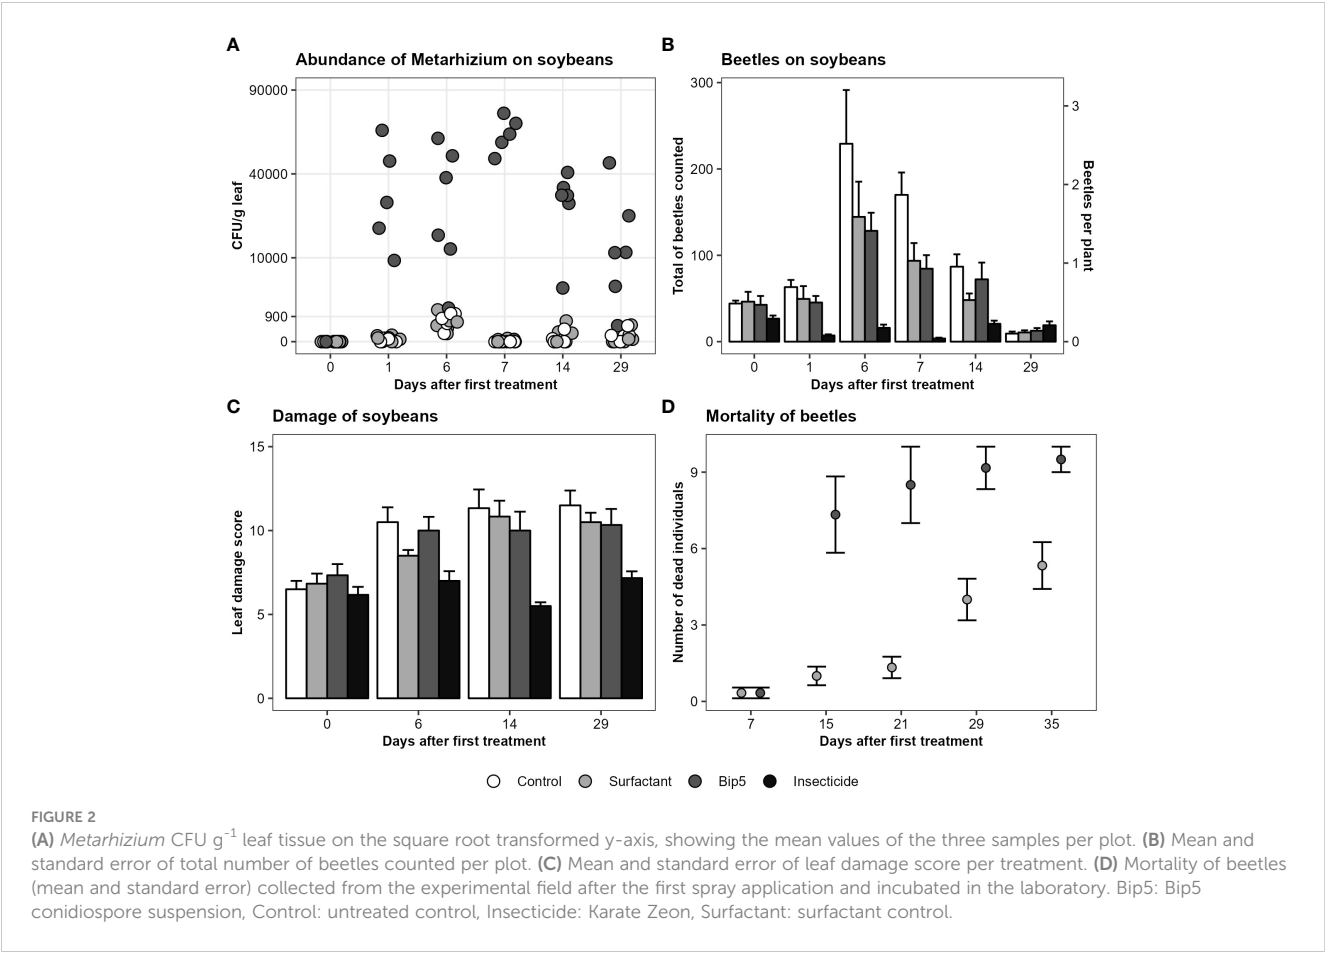 A
Abundance of Metarhizium on soybeans
90000
40000
10000
900
0
CFU/g leaf
0 1 6 7 14 29
Days after first treatment
B
Beetles on soybeans
300
200
100
0
Total of beetles counted
3
2
1
0
Beetles per plant
0 1 6 7 14 29
Days after first treatment
C
Damage of soybeans
15
10
5
0
Leaf damage score
0 6 14 29
Days after first treatment
D
Mortality of beetles
9
6
3
0
Number of dead individuals
7 15 21 29 35
Days after first treatment
Control Surfactant Bip5 Insecticide
FIGURE 2
(A) Metarhizium CFU g-1 leaf tissue on the square root transformed y-axis, showing the mean values of the three samples per plot. (B) Mean and
standard error of total number of beetles counted per plot. (C) Mean and standard error of leaf damage score per treatment. (D) Mortality of beetles
(mean and standard error) collected from the experimental field after the first spray application and incubated in the laboratory. Bip5: Bip5
conidiospore suspension, Control: untreated control, Insecticide: Karate Zeon, Surfactant: surfactant control.